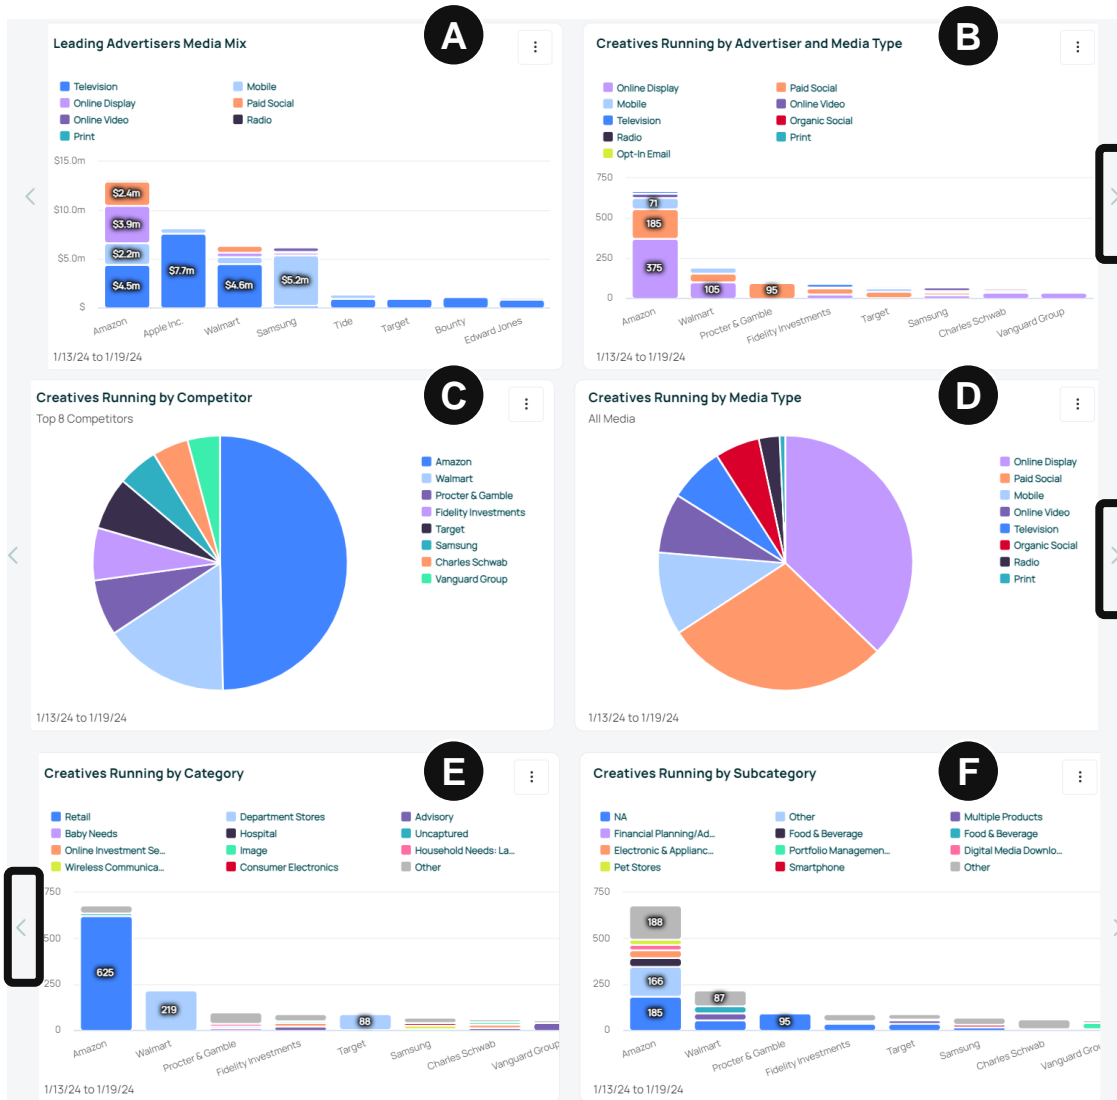 Leading Advertisers Media Mix
A
Television
Mobile
Online Display
Paid Social
Online Video
Radio
Print
$15.0m
$10.0m
$5.0m
$
$2.4m
$3.9m
$2.2m
$4.5m
$7.7m
$4.6m
$5.2m
Amazon
Apple Inc.
Walmart
Samsung
Tide
Target
Bounty
Edward Jones
1/13/24 to 1/19/24
Creatives Running by Advertiser and Media Type
B
Online Display
Paid Social
Mobile
Online Video
Television
Organic Social
Radio
Print
Opt-In Email
750
500
250
0
71
185
375
105
95
Amazon
Walmart
Procter & Gamble
Fidelity Investments
Target
Samsung
Charles Schwab
Vanguard Group
1/13/24 to 1/19/24
Creatives Running by Competitor
C
Top 8 Competitors
Amazon
Walmart
Procter & Gamble
Fidelity Investments
Target
Samsung
Charles Schwab
Vanguard Group
1/13/24 to 1/19/24
Creatives Running by Media Type
D
All Media
Online Display
Paid Social
Mobile
Online Video
Television
Organic Social
Radio
Print
1/13/24 to 1/19/24
Creatives Running by Category
E
Retail
Department Stores
Advisory
Baby Needs
Hospital
Uncaptured
Online Investment Se...
Image
Household Needs: La...
Wireless Communica...
Consumer Electronics
Other
750
500
250
0
625
219
88
Amazon
Walmart
Procter & Gamble
Fidelity Investments
Target
Samsung
Charles Schwab
Vanguard Group
1/13/24 to 1/19/24
Creatives Running by Subcategory
F
NA
Other
Multiple Products
Financial Planning/Ad...
Food & Beverage
Food & Beverage
Electronic & Applianc...
Portfolio Managemen...
Digital Media Downlo...
Pet Stores
Smartphone
Other
750
500
250
0
188
166
185
87
95
Amazon
Walmart
Procter & Gamble
Fidelity Investments
Target
Samsung
Charles Schwab
Vanguard Grou
1/13/24 to 1/19/24